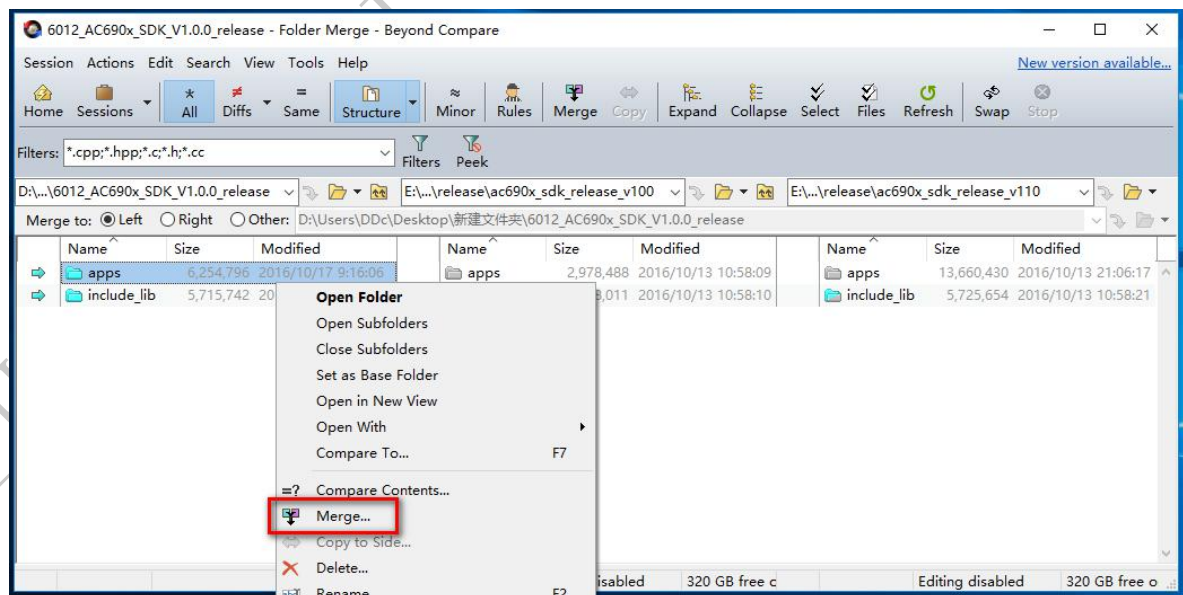 6012_AC690x_SDK_V1.0.0_release - Folder Merge - Beyond Compare
Session Actions Edit Search View Tools Help New version available...
Home Sessions All Diffs Same Structure Minor Rules Merge Copy Expand Collapse Select Files Refresh Swap Stop
Filters: *.cpp;*.hpp;*.c;*.h;*.cc Filters Peek
D:\...\6012_AC690x_SDK_V1.0.0_release E:\...\release\ac690x_sdk_release_v100 E:\...\release\ac690x_sdk_release_v110
Merge to: Left Right Other: D:\Users\DDc\Desktop\新建文件夹\6012_AC690x_SDK_V1.0.0_release
Name Size Modified Name Size Modified Name Size Modified
apps 6,254,796 2016/10/17 9:16:06 apps 2,978,488 2016/10/13 10:58:09 apps 13,660,430 2016/10/13 21:06:17
include_lib 5,715,742 20 ,011 2016/10/13 10:58:10 include_lib 5,725,654 2016/10/13 10:58:21
Open Folder
Open Subfolders
Close Subfolders
Set as Base Folder
Open in New View
Open With
Compare To... F7
=? Compare Contents...
Merge...
Copy to Side...
Delete...
isabled 320 GB free Editing disabled 320 GB free o
Rename... F2